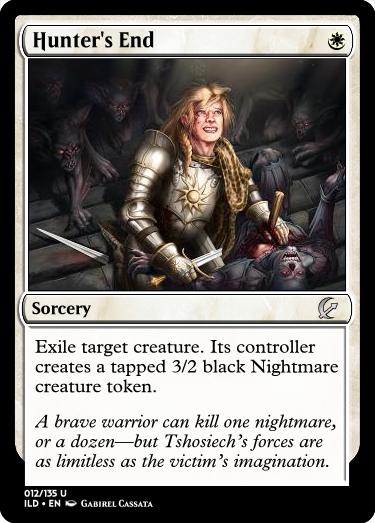 Hunter's End
Sorcery
Exile target creature. Its controller
creates a tapped 3/2 black Nightmare
creature token.
A brave warrior can kill one nightmare,
or a dozen—but Tshosiech's forces are
as limitless as the victim's imagination.
012/135 U
ILD • EN Gabirel Cassata